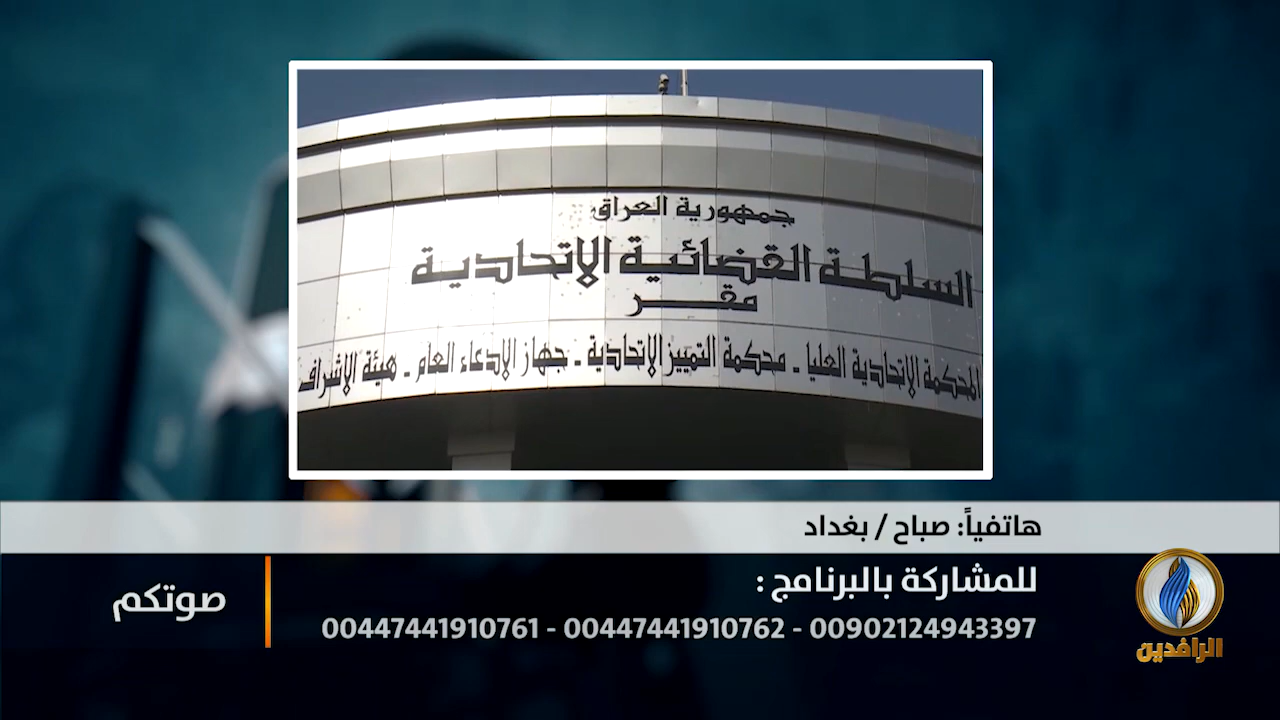 جمهورية العراق
السلطة القضائية الاتحادية
مقر
المحكمة الاتحادية العليا - محكمة التمييز الاتحادية - جهاز الادعاء العام - هيئة الاشراف
هاتفياً: صباح / بغداد
للمشاركة بالبرنامج :
00447441910761 - 00447441910762 - 00902124943397
صوتكم
الرافدين